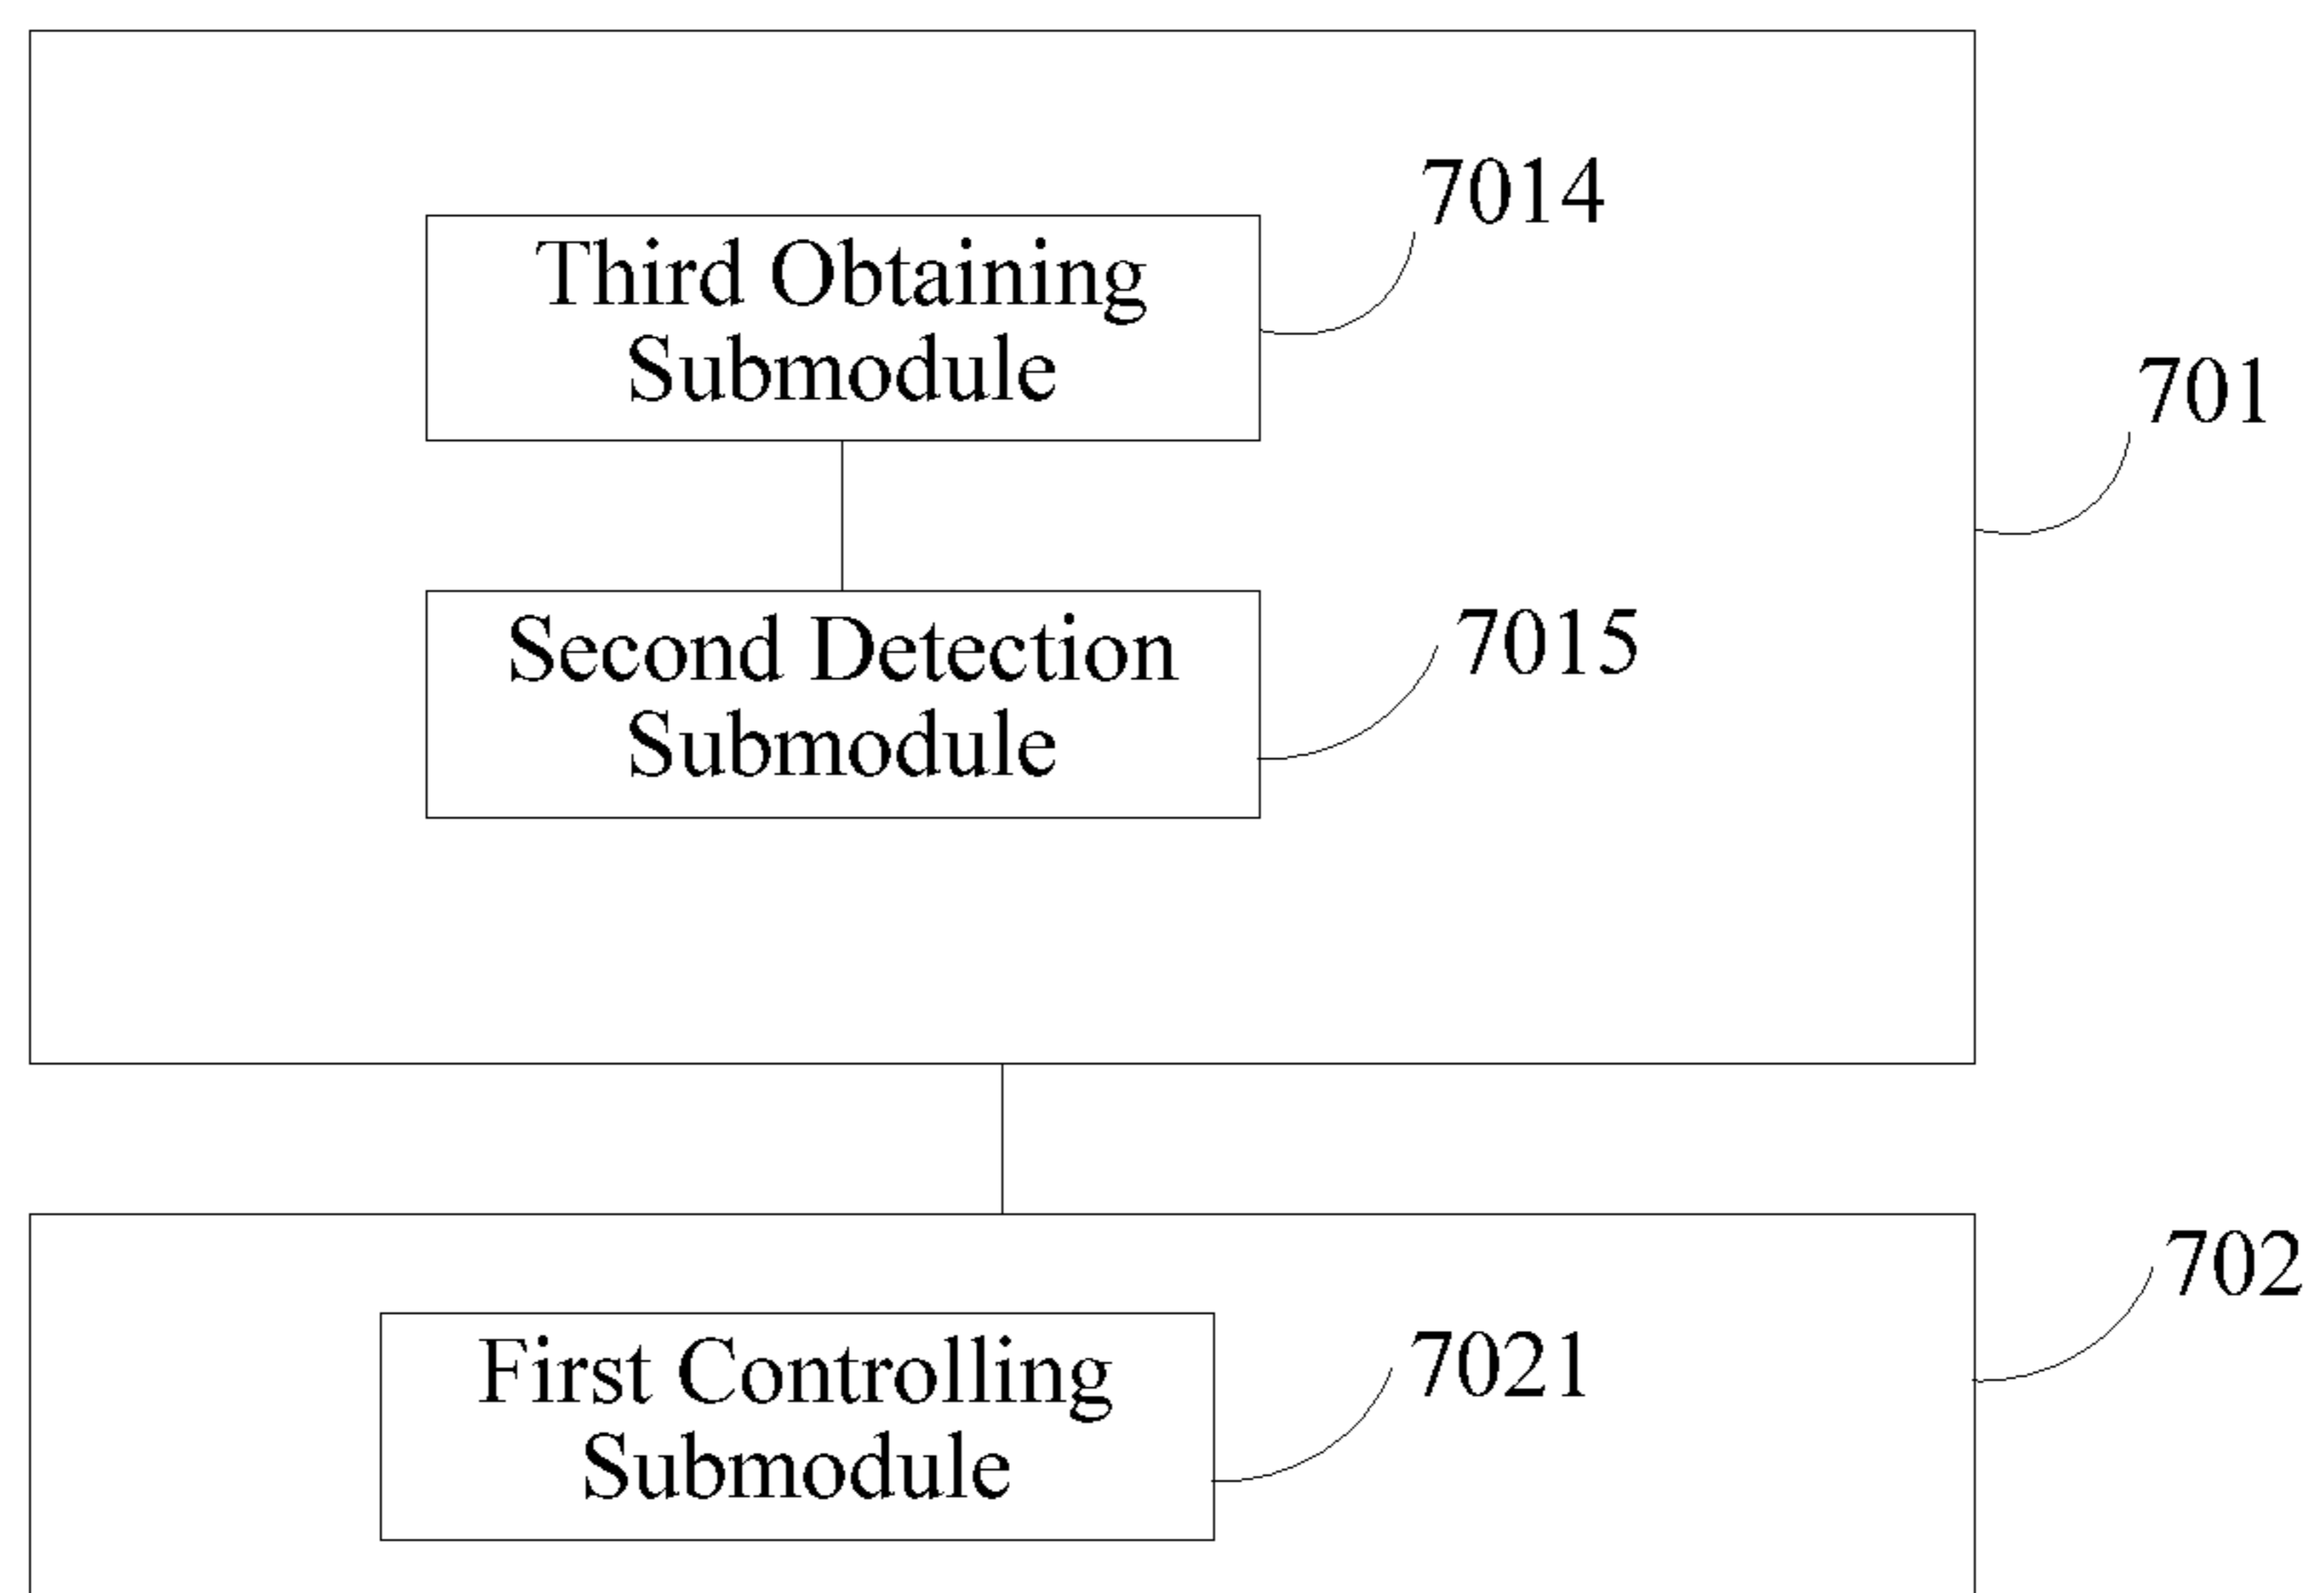 7014
Third Obtaining
Submodule
701
7015
Second Detection
Submodule
702
7021
First Controlling
Submodule